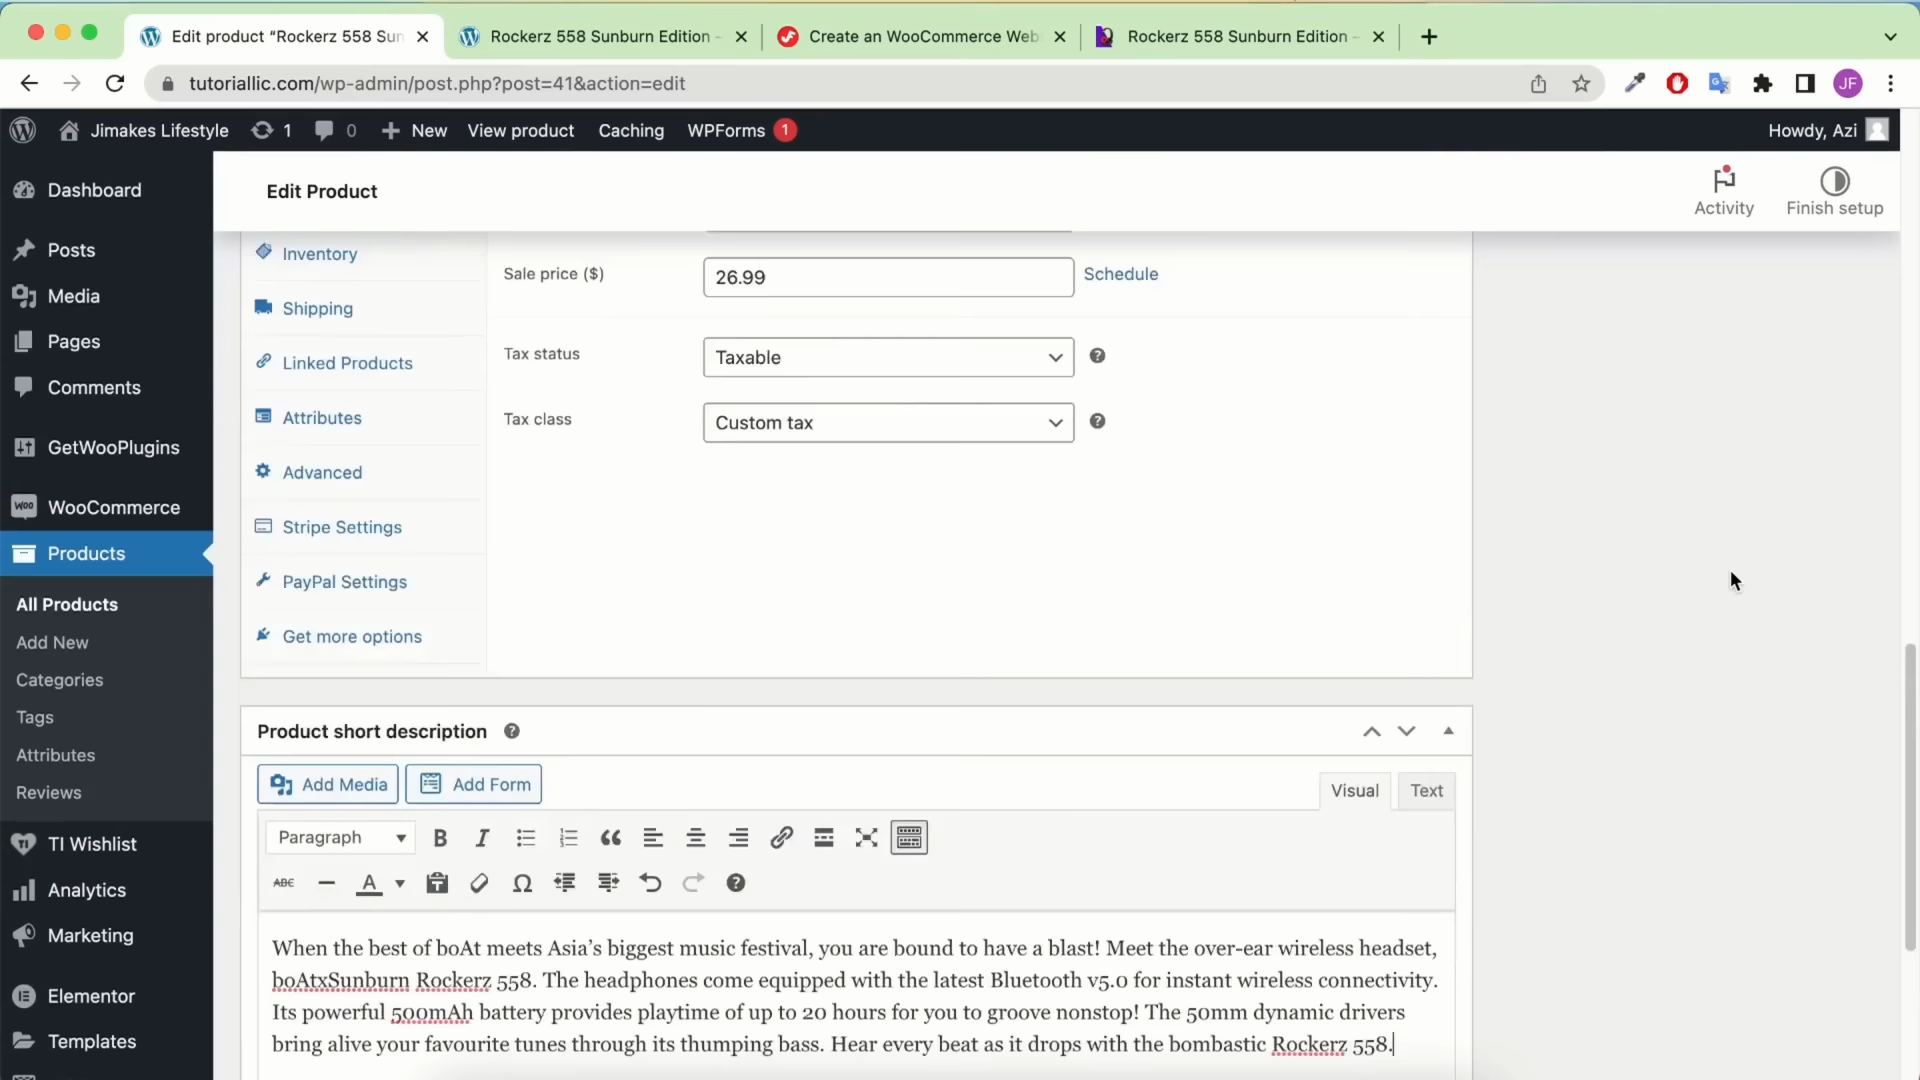 Edit product “Rockerz 558 Sun
Rockerz 558 Sunburn Edition -
Create an WooCommerce Web
Rockerz 558 Sunburn Edition -
tutoriallic.com/wp-admin/post.php?post=41&action=edit
JF
Jimakes Lifestyle
1
0
New
View product
Caching
WPForms
1
Howdy, Azi
Dashboard
Posts
Media
Pages
Comments
GetWooPlugins
WooCommerce
Products
All Products
Add New
Categories
Tags
Attributes
Reviews
TI Wishlist
Analytics
Marketing
Elementor
Templates
Edit Product
Activity
Finish setup
Inventory
Shipping
Linked Products
Attributes
Advanced
Stripe Settings
PayPal Settings
Get more options
Sale price ($)
26.99
Schedule
Tax status
Taxable
Tax class
Custom tax
Product short description
Add Media
Add Form
Visual
Text
Paragraph
When the best of boAt meets Asia’s biggest music festival, you are bound to have a blast! Meet the over-ear wireless headset,
boAtxSunburn Rockerz 558. The headphones come equipped with the latest Bluetooth v5.0 for instant wireless connectivity.
Its powerful 500mAh battery provides playtime of up to 20 hours for you to groove nonstop! The 50mm dynamic drivers
bring alive your favourite tunes through its thumping bass. Hear every beat as it drops with the bombastic Rockerz 558.